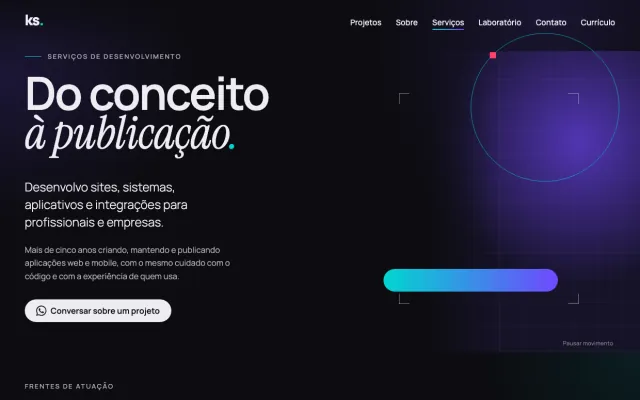 ks.
Projetos Sobre Serviços Laboratório Contato Currículo
SERVIÇOS DE DESENVOLVIMENTO
Do conceito
à publicação.
Desenvolvo sites, sistemas,
aplicativos e integrações para
profissionais e empresas.
Mais de cinco anos criando, mantendo e publicando
aplicações web e mobile, com o mesmo cuidado com o
código e com a experiência de quem usa.
Conversar sobre um projeto
Pausar movimento
FRENTES DE ATUAÇÃO